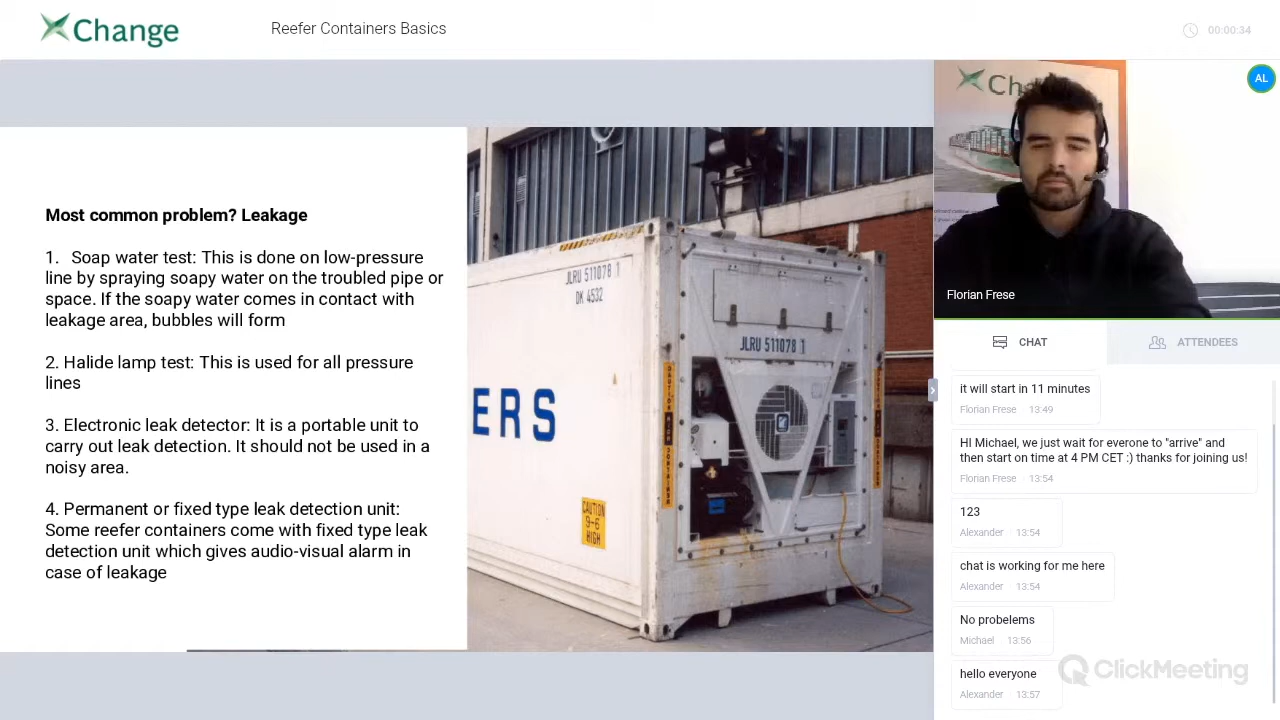 xChange
Reefer Containers Basics
00:00:34
Most common problem? Leakage
1. Soap water test: This is done on low-pressure
line by spraying soapy water on the troubled pipe or
space. If the soapy water comes in contact with
leakage area, bubbles will form
2. Halide lamp test: This is used for all pressure
lines
3. Electronic leak detector: It is a portable unit to
carry out leak detection. It should not be used in a
noisy area.
4. Permanent or fixed type leak detection unit:
Some reefer containers come with fixed type leak
detection unit which gives audio-visual alarm in
case of leakage
JLRU 511078 1
DK 4532
JLRU 511078 1
ERS
CAUTION
9-6
HIGH
AL
Florian Frese
CHAT
ATTENDEES
it will start in 11 minutes
Florian Frese 13:49
HI Michael, we just wait for everone to "arrive" and
then start on time at 4 PM CET :) thanks for joining us!
Florian Frese 13:54
123
Alexander 13:54
chat is working for me here
Alexander 13:54
No probelems
Michael 13:56
hello everyone
Alexander 13:57
ClickMeeting